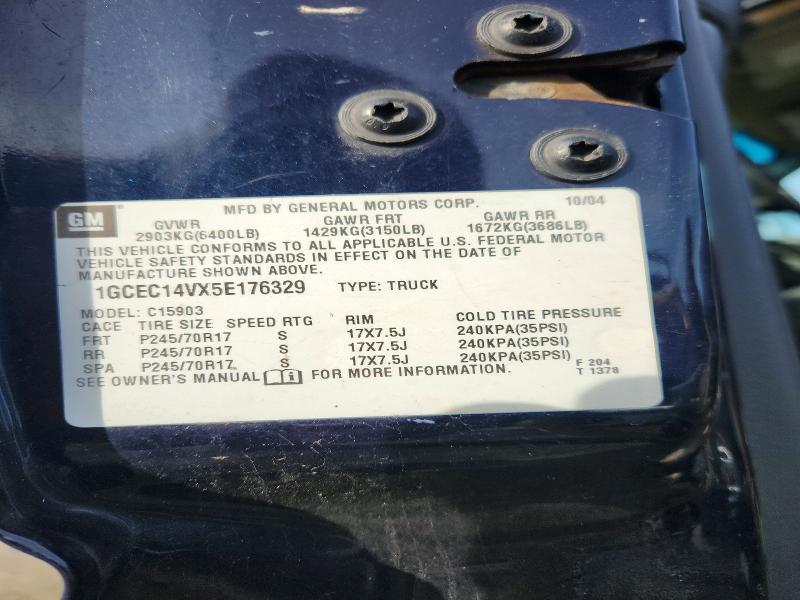 GM
MFD BY GENERAL MOTORS CORP. 10/04
GVWR GAWR FRT GAWR RR
2903KG(6400LB) 1429KG(3150LB) 1672KG(3686LB)
THIS VEHICLE CONFORMS TO ALL APPLICABLE U.S. FEDERAL MOTOR
VEHICLE SAFETY STANDARDS IN EFFECT ON THE DATE OF
MANUFACTURE SHOWN ABOVE.
1GCEC14VX5E176329 TYPE: TRUCK
MODEL: C15903
CACE TIRE SIZE SPEED RTG RIM COLD TIRE PRESSURE
FRT P245/70R17 S 17X7.5J 240KPA(35PSI)
RR P245/70R17 S 17X7.5J 240KPA(35PSI)
SPA P245/70R17 S 17X7.5J 240KPA(35PSI)
SEE OWNER'S MANUAL FOR MORE INFORMATION.
F 204
T 1378